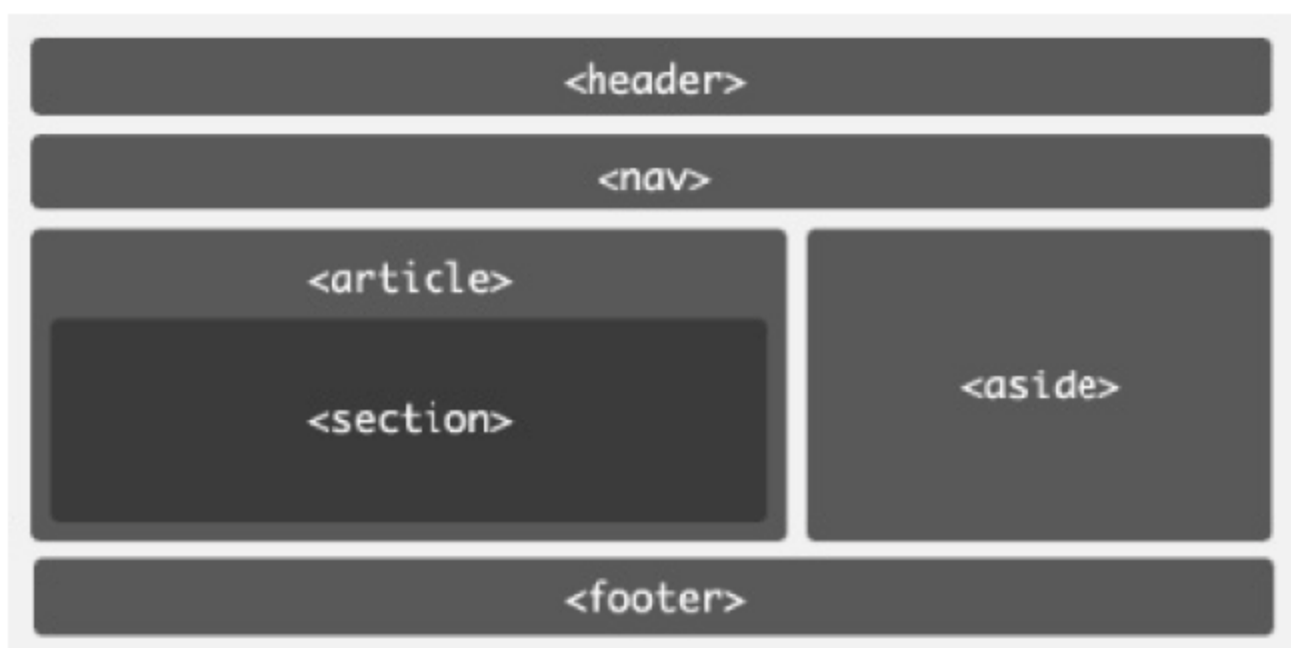 <header>
<nav>
<article>
<section>
<aside>
<footer>